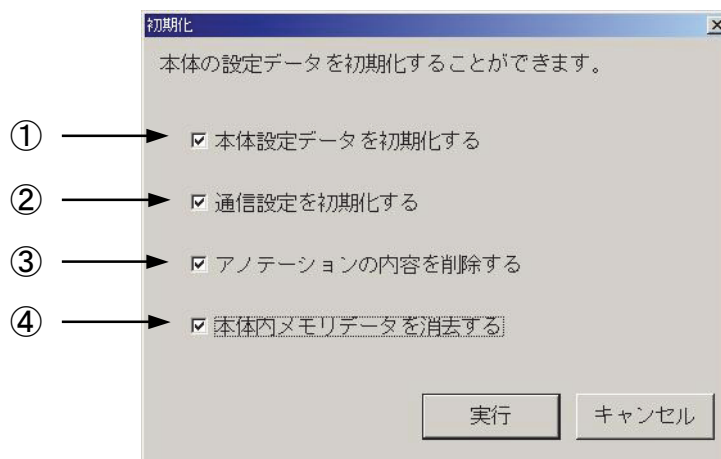 初期化
本体の設定データを初期化することができます。
① 本体設定データを初期化する
② 通信設定を初期化する
③ アノテーションの内容を削除する
④ 本体内メモリデータを消去する
実行 キャンセル